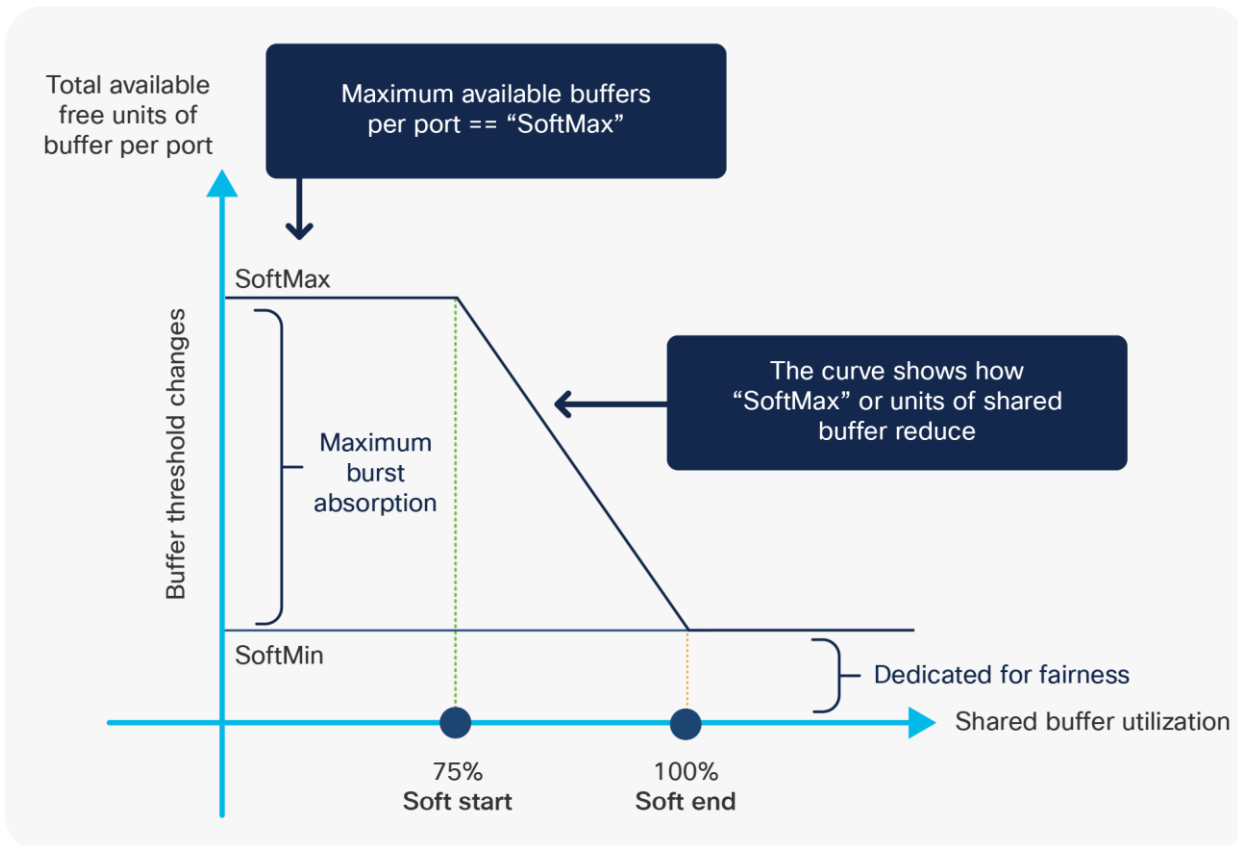 Total available
free units of
buffer per port
Maximum available buffers
per port == “SoftMax”
SoftMax
Buffer threshold changes
Maximum
burst
absorption
The curve shows how
“SoftMax” or units of shared
buffer reduce
SoftMin
Dedicated for fairness
Shared buffer utilization
75%
Soft start
100%
Soft end